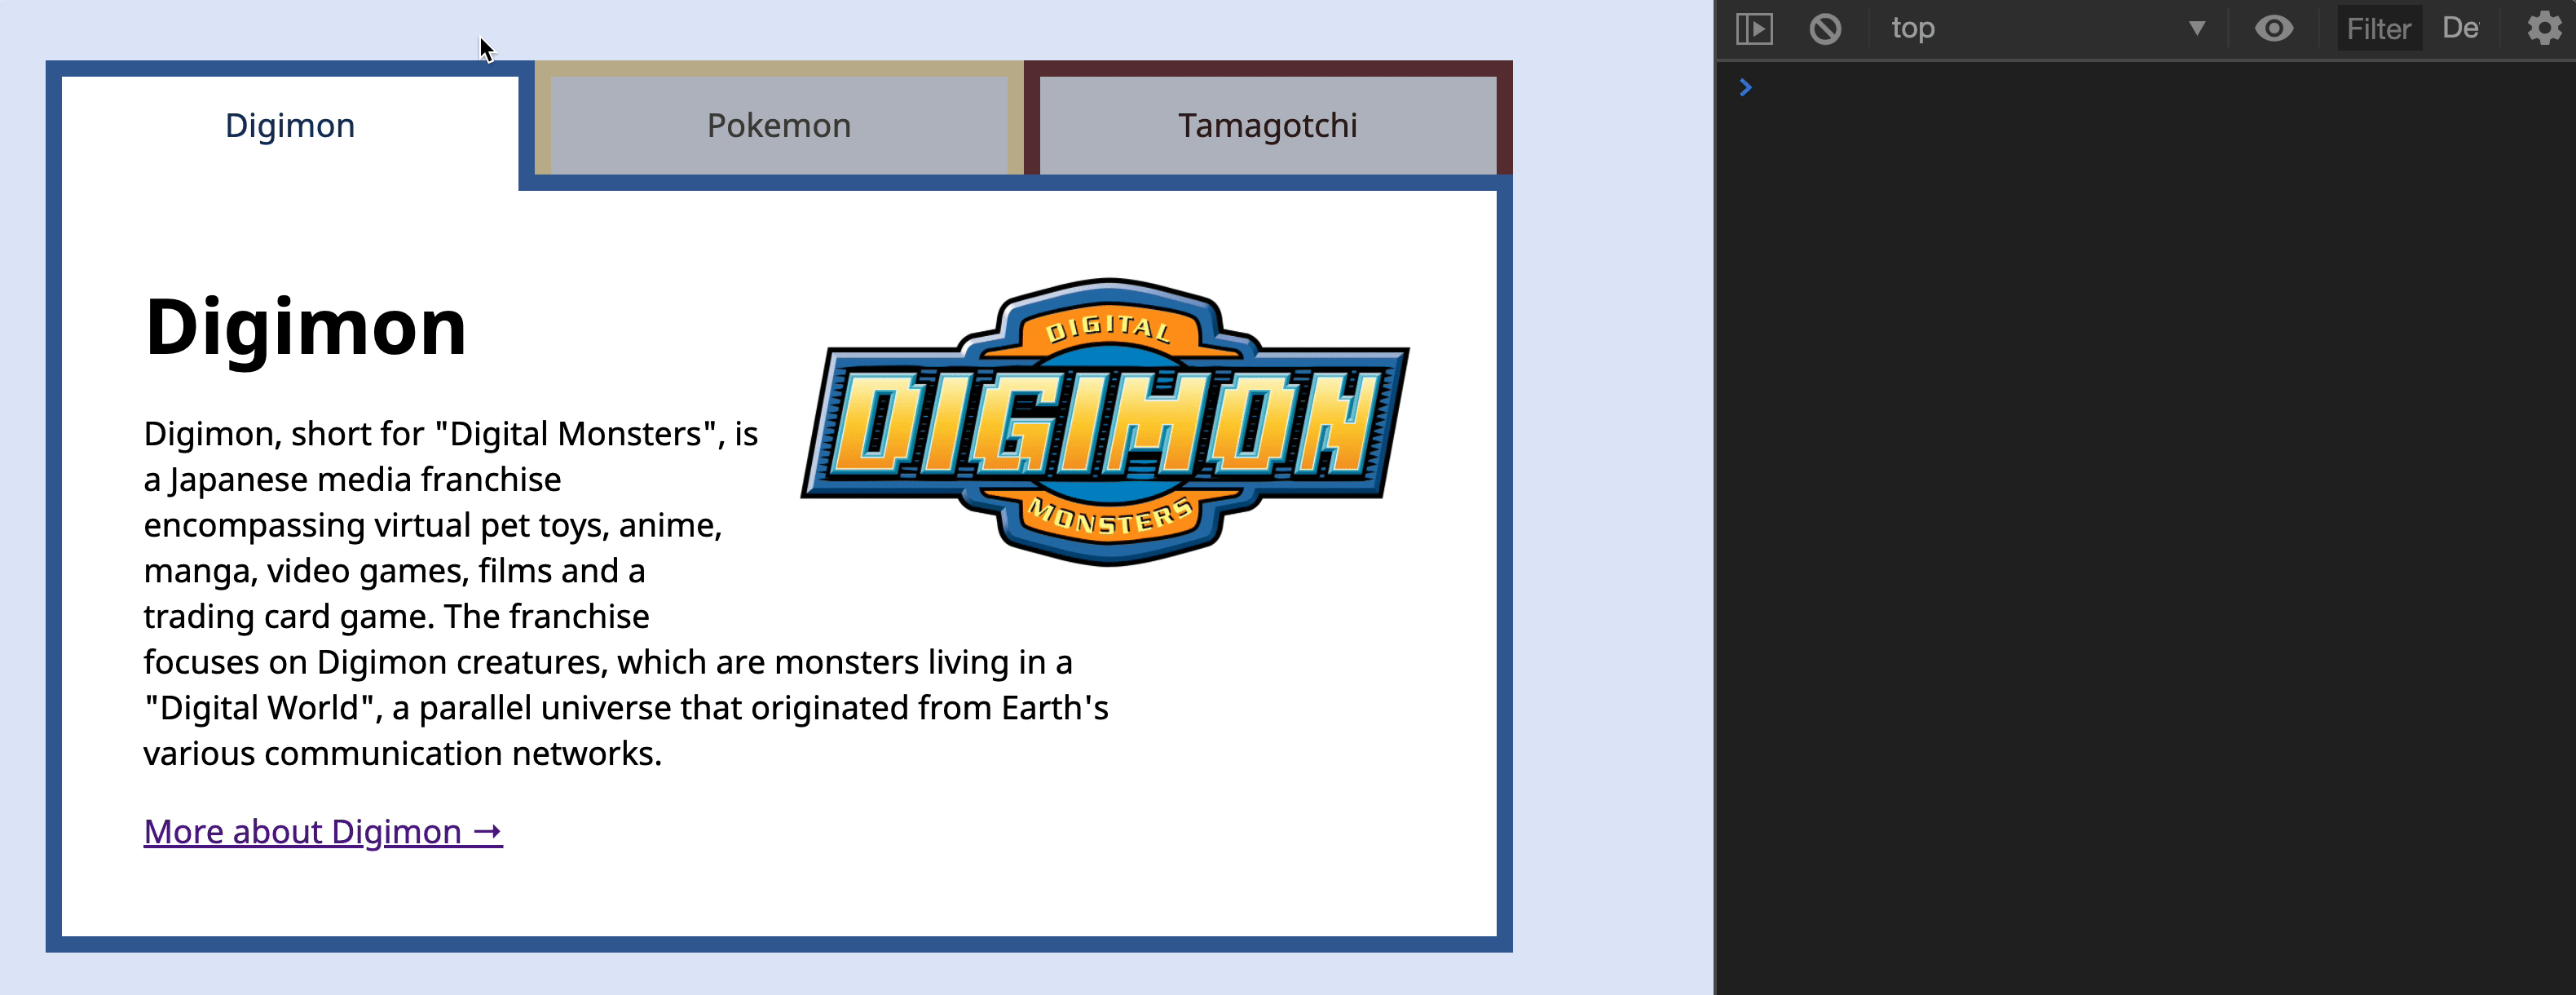 top
Filter
De
Digimon
Pokemon
Tamagotchi
Digimon
DIGITAL
DIGIMON
MONSTERS
Digimon, short for "Digital Monsters", is
a Japanese media franchise
encompassing virtual pet toys, anime,
manga, video games, films and a
trading card game. The franchise
focuses on Digimon creatures, which are monsters living in a
"Digital World", a parallel universe that originated from Earth's
various communication networks.
More about Digimon →